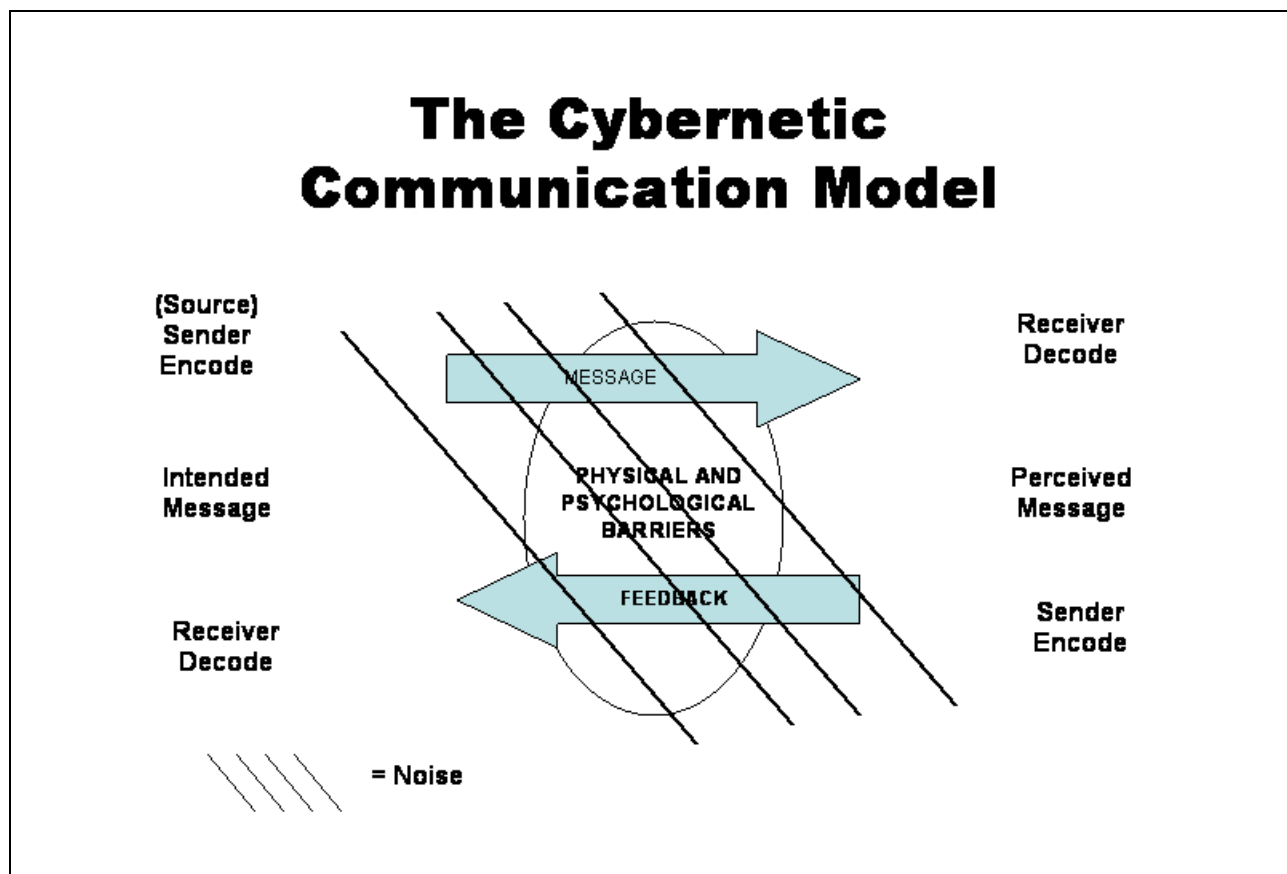 The Cybernetic
Communication Model
(Source)
Sender
Encode
MESSAGE
Receiver
Decode
Intended
Message
PHYSICAL AND
PSYCHOLOGICAL
BARRIERS
Perceived
Message
Receiver
Decode
FEEDBACK
Sender
Encode
= Noise